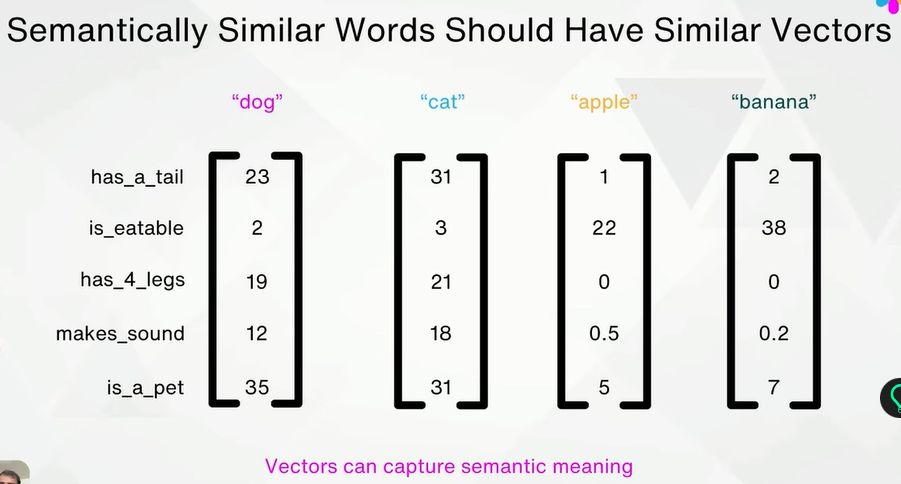 Semantically Similar Words Should Have Similar Vectors
“dog” “cat” “apple” “banana”
has_a_tail 23 31 1 2
is_eatable 2 3 22 38
has_4_legs 19 21 0 0
makes_sound 12 18 0.5 0.2
is_a_pet 35 31 5 7
Vectors can capture semantic meaning